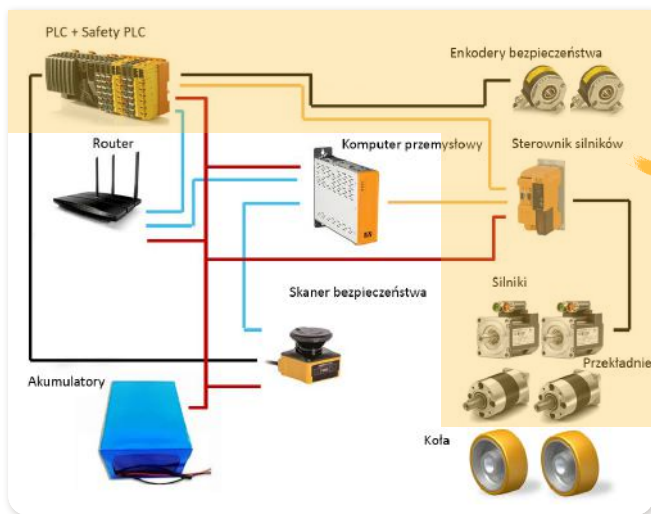 PLC + Safety PLC
Enkodery bezpieczeństwa
Router
Komputer przemysłowy
Sterownik silników
Skaner bezpieczeństwa
Silniki
Przekładnie
Akumulatory
Koła